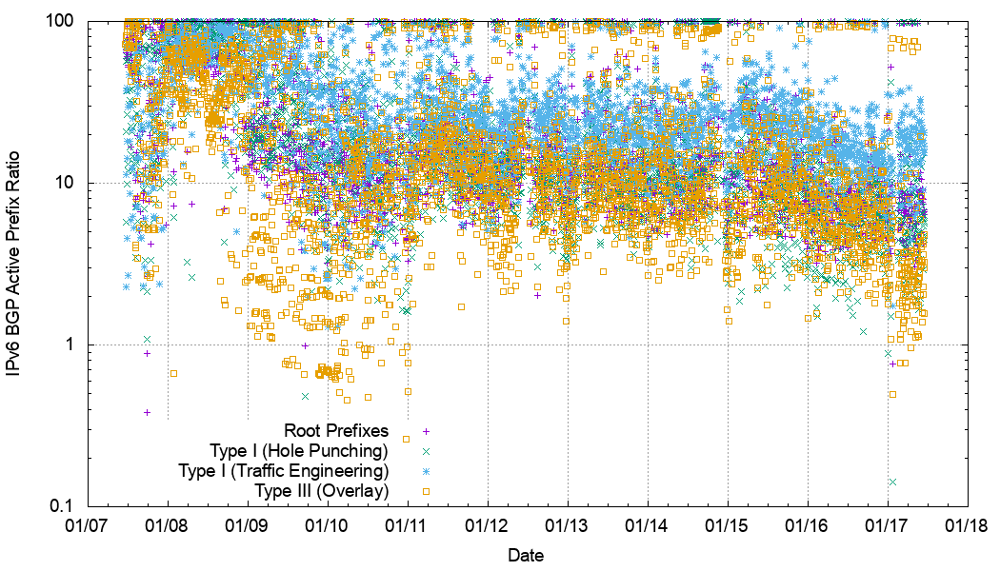 IPv6 BGP Active Prefix Ratio
100
10
1
0.1
Root Prefixes
Type I (Hole Punching)
Type I (Traffic Engineering)
Type III (Overlay)
01/07 01/08 01/09 01/10 01/11 01/12 01/13 01/14 01/15 01/16 01/17 01/18
Date